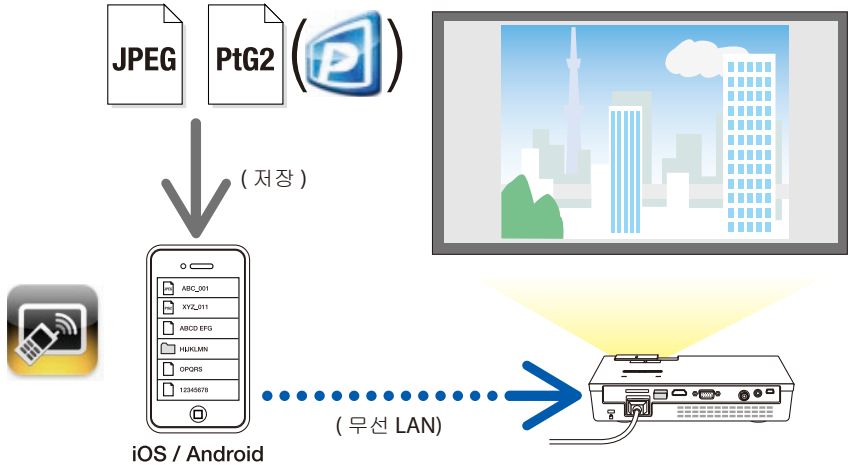 JPEG
PtG2
( 저장 )
ABC_001
XYZ_011
ABCD EFG
HIJKLMN
OPQRS
12345678
( 무선 LAN)
iOS / Android